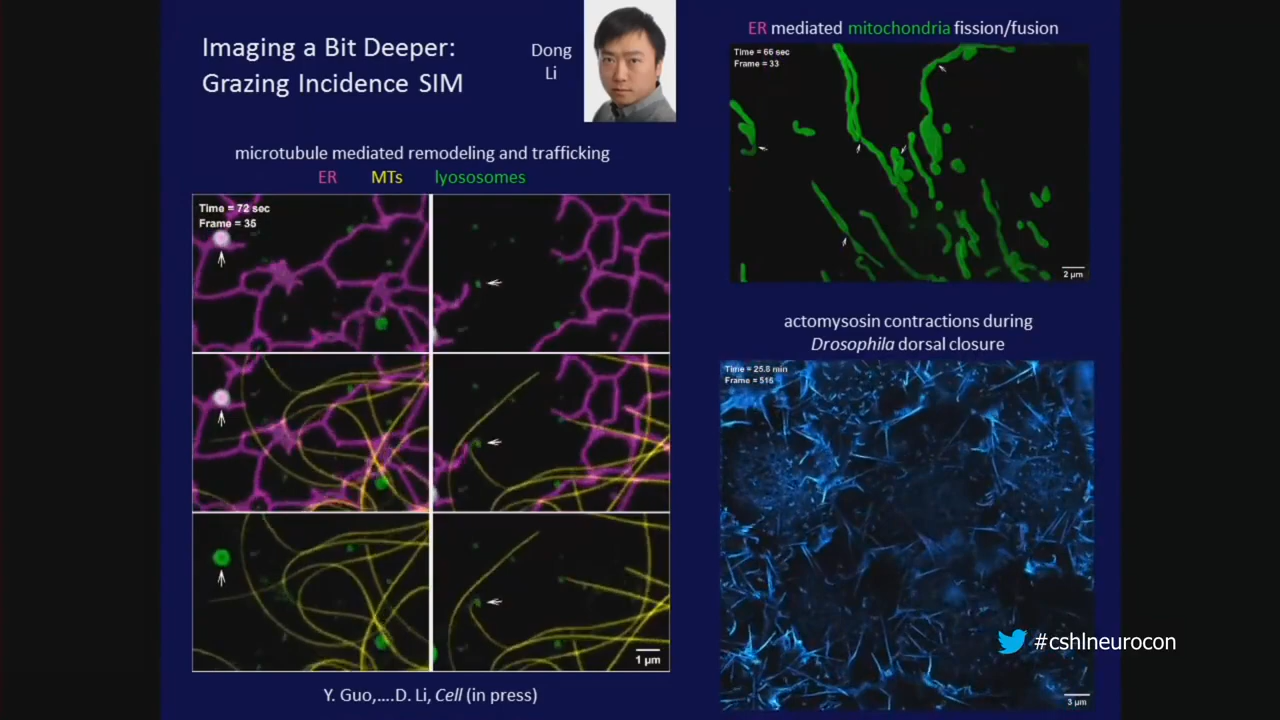 Imaging a Bit Deeper:
Grazing Incidence SIM
Dong
Li
microtubule mediated remodeling and trafficking
ER MTs lyososomes
Time = 72 sec
Frame = 36
1 μm
Y. Guo,....D. Li, Cell (in press)
ER mediated mitochondria fission/fusion
Time = 66 sec
Frame = 33
2 μm
actomysosin contractions during
Drosophila dorsal closure
Time = 25.8 min
Frame = 516
3 μm
#cshlneurocon